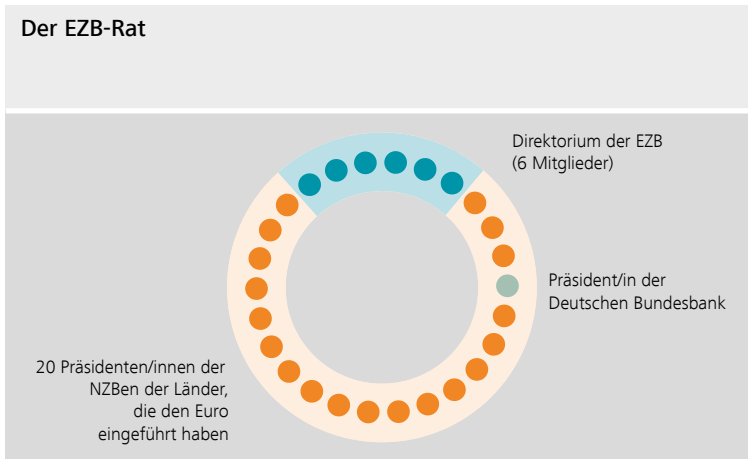 Der EZB-Rat
Direktorium der EZB
(6 Mitglieder)
Präsident/in der
Deutschen Bundesbank
20 Präsidenten/innen der
NZBen der Länder,
die den Euro
eingeführt haben